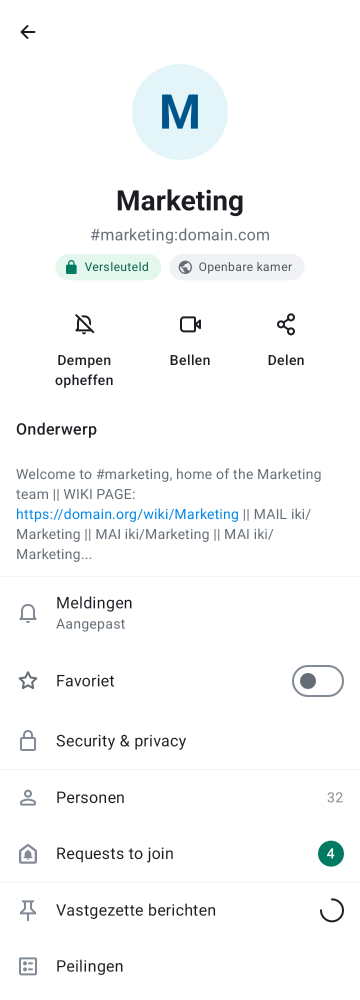 M
Marketing
#marketing:domain.com
Versleuteld
Openbare kamer
Dempen
opheffen
Bellen
Delen
Onderwerp
Welcome to #marketing, home of the Marketing
team || WIKI PAGE:
https://domain.org/wiki/Marketing || MAIL iki/
Marketing || MAI iki/Marketing || MAI iki/
Marketing...
Meldingen
Aangepast
Favoriet
Security & privacy
Personen
32
Requests to join
4
Vastgezette berichten
Peilingen